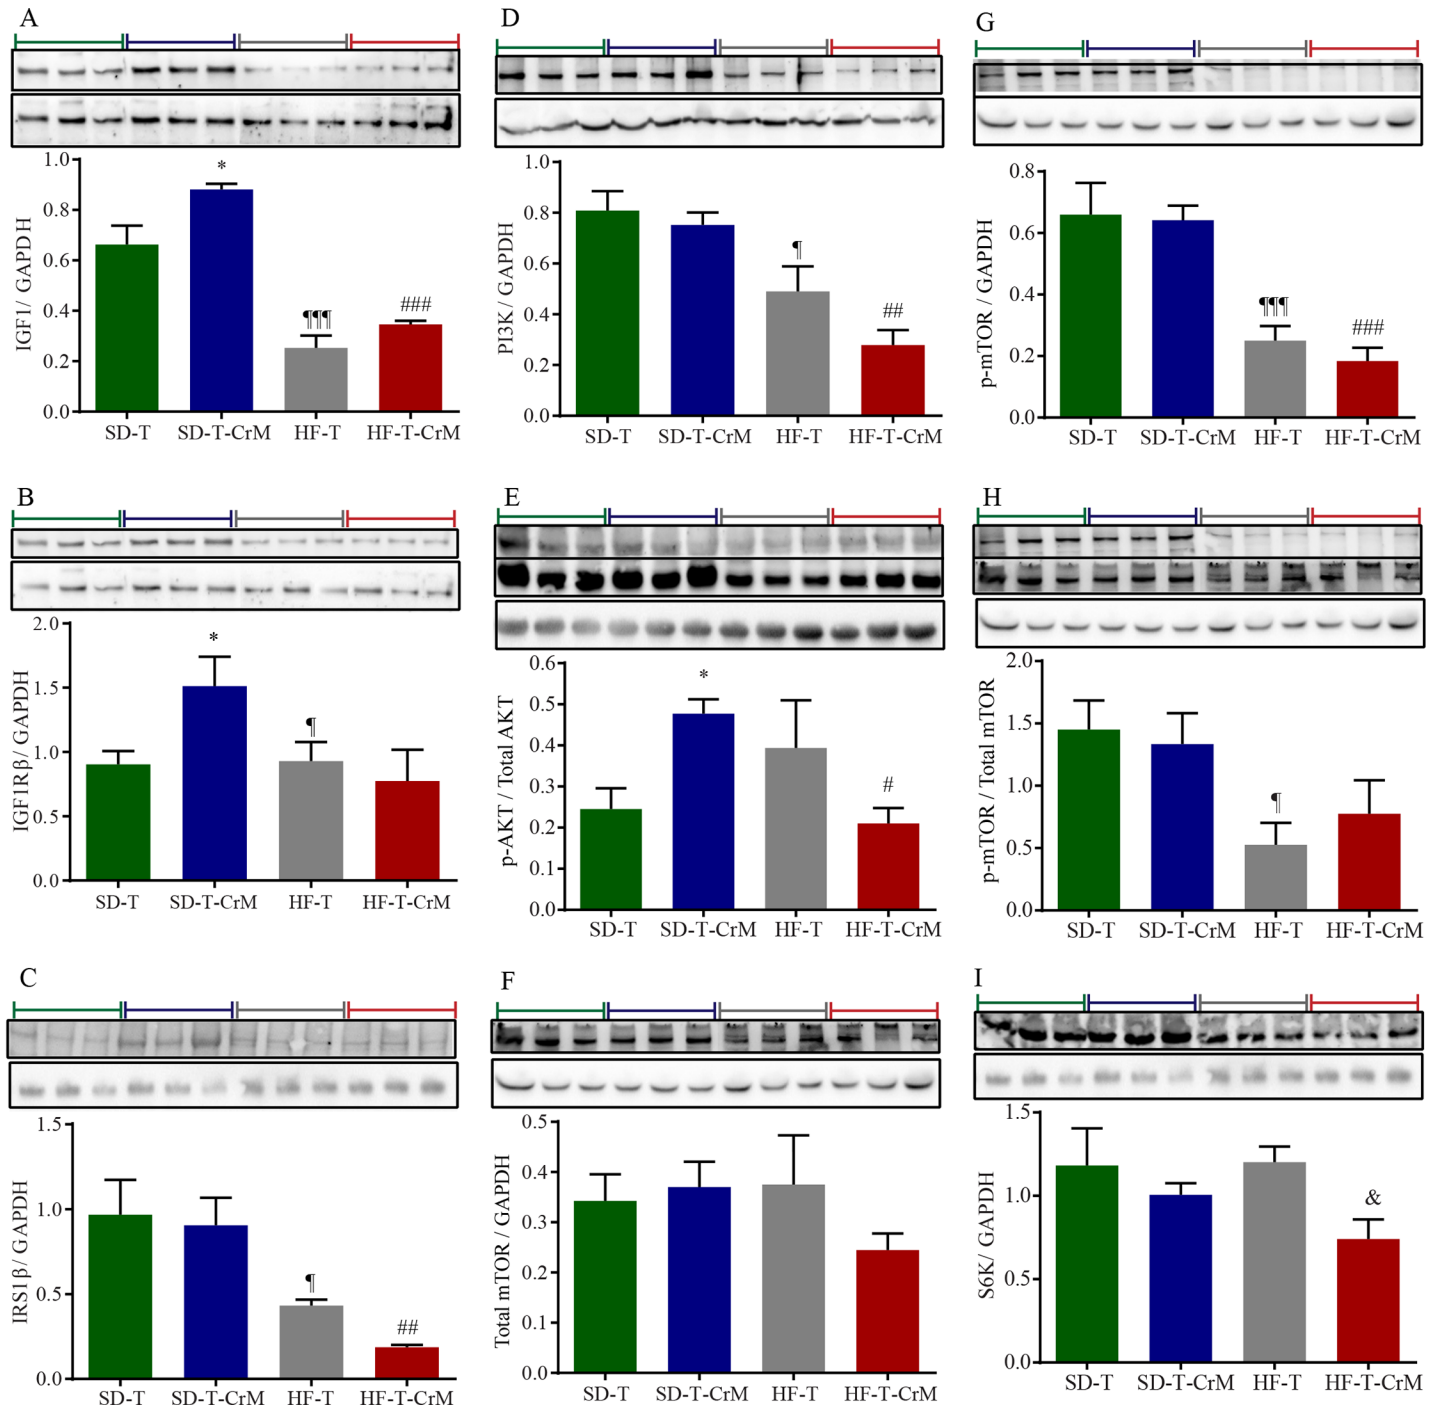 A
1.0
0.8
0.6
0.4
0.2
0.0
IGF1 / GAPDH
*
¶¶¶
###
SD-T SD-T-CrM HF-T HF-T-CrM
B
2.0
1.5
1.0
0.5
0.0
IGF1Rβ / GAPDH
*
¶
SD-T SD-T-CrM HF-T HF-T-CrM
C
1.5
1.0
0.5
0.0
IRS1β / GAPDH
¶
##
SD-T SD-T-CrM HF-T HF-T-CrM
D
1.0
0.8
0.6
0.4
0.2
0.0
PI3K / GAPDH
¶
##
SD-T SD-T-CrM HF-T HF-T-CrM
E
0.6
0.5
0.4
0.3
0.2
0.1
0.0
p-AKT / Total AKT
*
#
SD-T SD-T-CrM HF-T HF-T-CrM
F
0.5
0.4
0.3
0.2
0.1
0.0
Total mTOR / GAPDH
SD-T SD-T-CrM HF-T HF-T-CrM
G
0.8
0.6
0.4
0.2
0.0
p-mTOR / GAPDH
¶¶¶
###
SD-T SD-T-CrM HF-T HF-T-CrM
H
2.0
1.5
1.0
0.5
0.0
p-mTOR / Total mTOR
¶
SD-T SD-T-CrM HF-T HF-T-CrM
I
1.5
1.0
0.5
0.0
S6K / GAPDH
&
SD-T SD-T-CrM HF-T HF-T-CrM